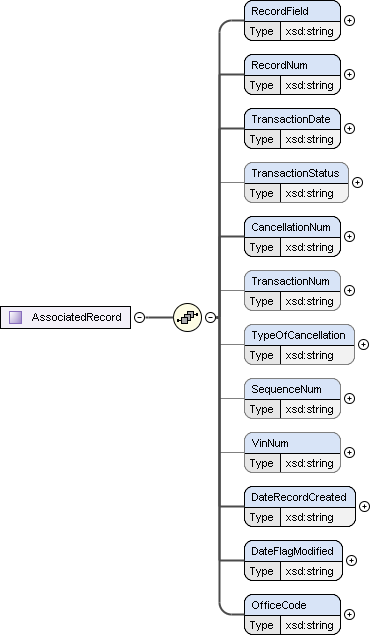 RecordField
Type xsd:string
RecordNum
Type xsd:string
TransactionDate
Type xsd:string
TransactionStatus
Type xsd:string
CancellationNum
Type xsd:string
TransactionNum
Type xsd:string
AssociatedRecord
TypeOfCancellation
Type xsd:string
SequenceNum
Type xsd:string
VinNum
Type xsd:string
DateRecordCreated
Type xsd:string
DateFlagModified
Type xsd:string
OfficeCode
Type xsd:string